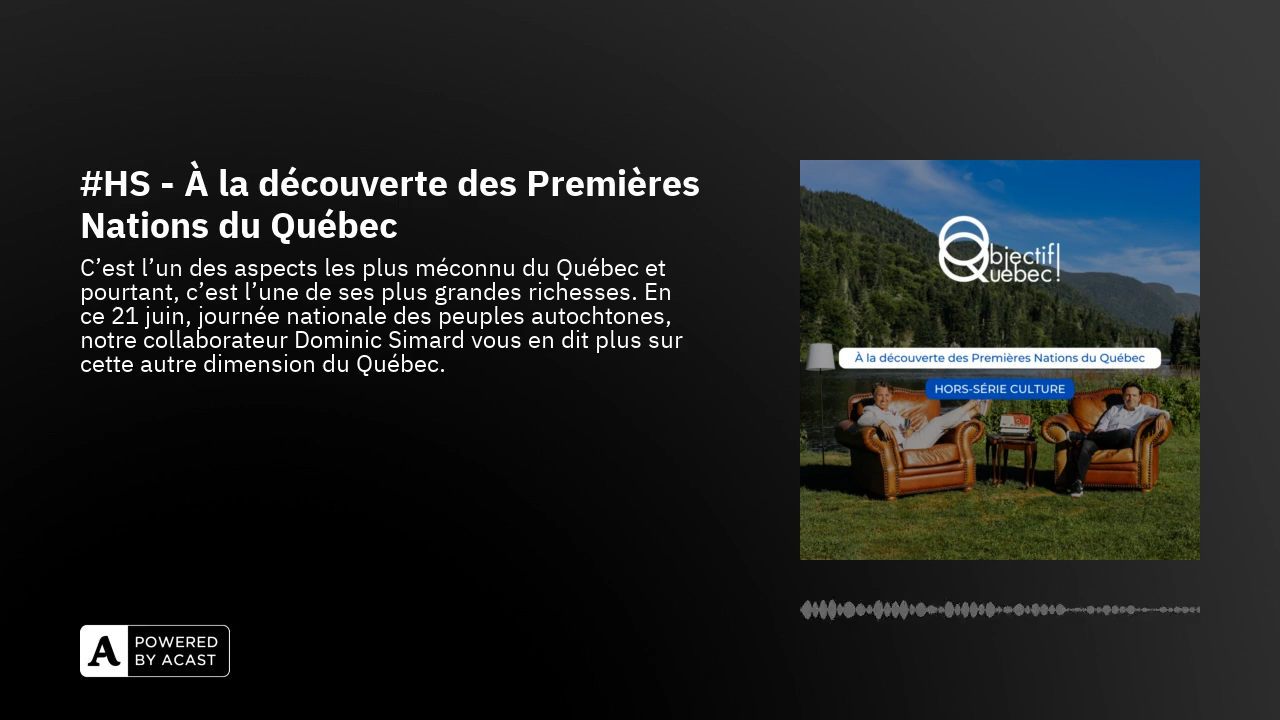 #HS - À la découverte des Premières
Nations du Québec
C’est l’un des aspects les plus méconnu du Québec et
pourtant, c’est l’une de ses plus grandes richesses. En
ce 21 juin, journée nationale des peuples autochtones,
notre collaborateur Dominic Simard vous en dit plus sur
cette autre dimension du Québec.
Objectif
Québec!
À la découverte des Premières Nations du Québec
HORS-SÉRIE CULTURE
A POWERED
BY ACAST